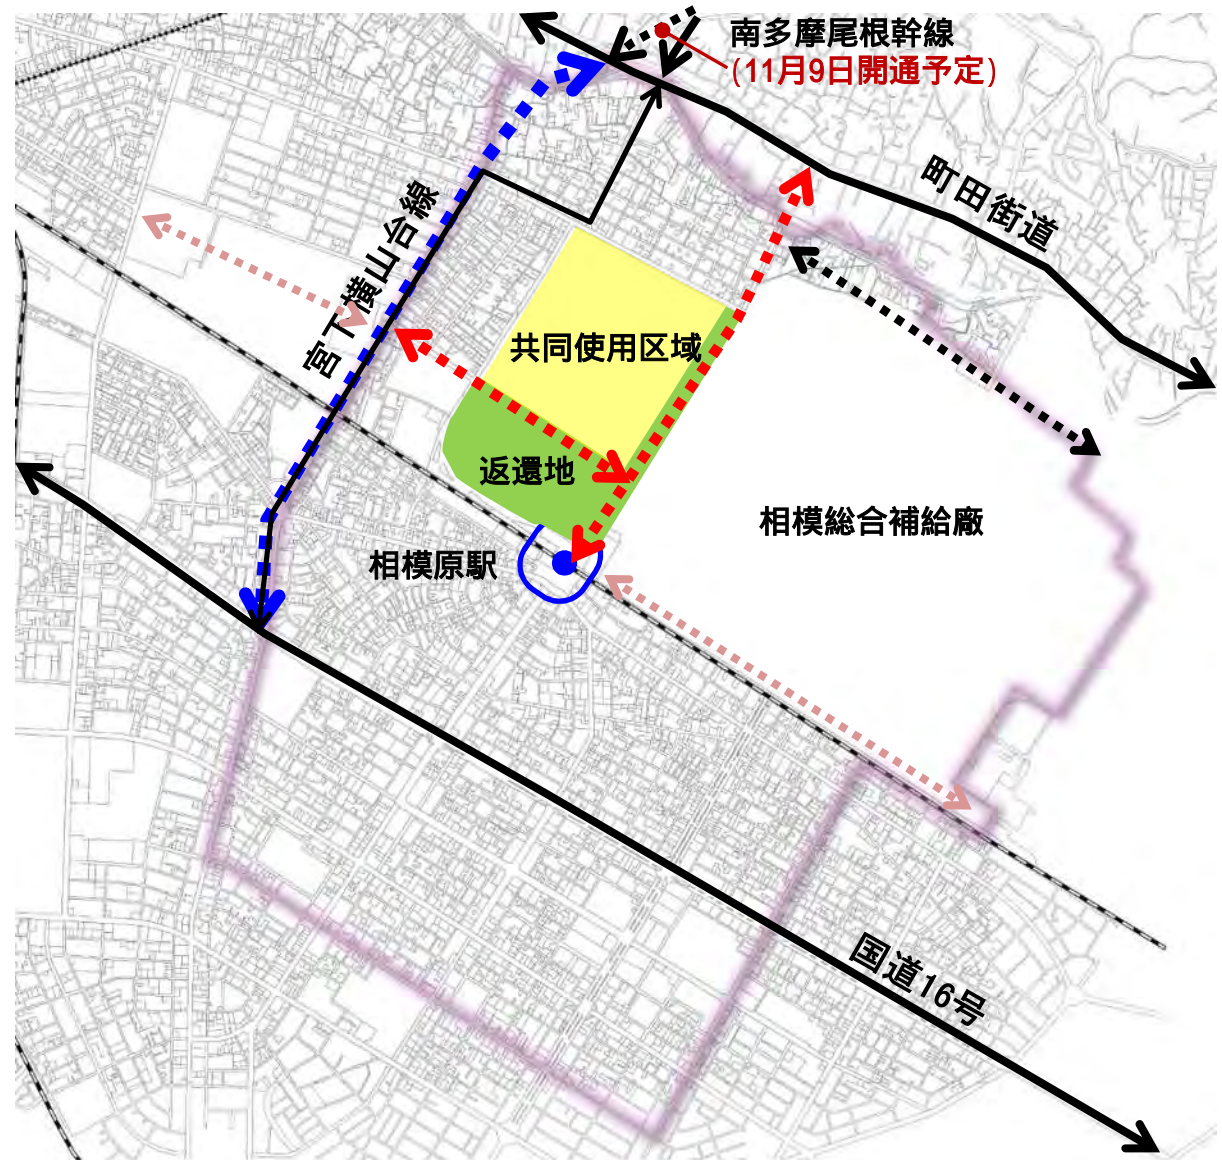 南多摩尾根幹線
(11月9日開通予定)
町田街道
宮下横山台線
共同使用区域
返還地
相模総合補給廠
相模原駅
国道16号